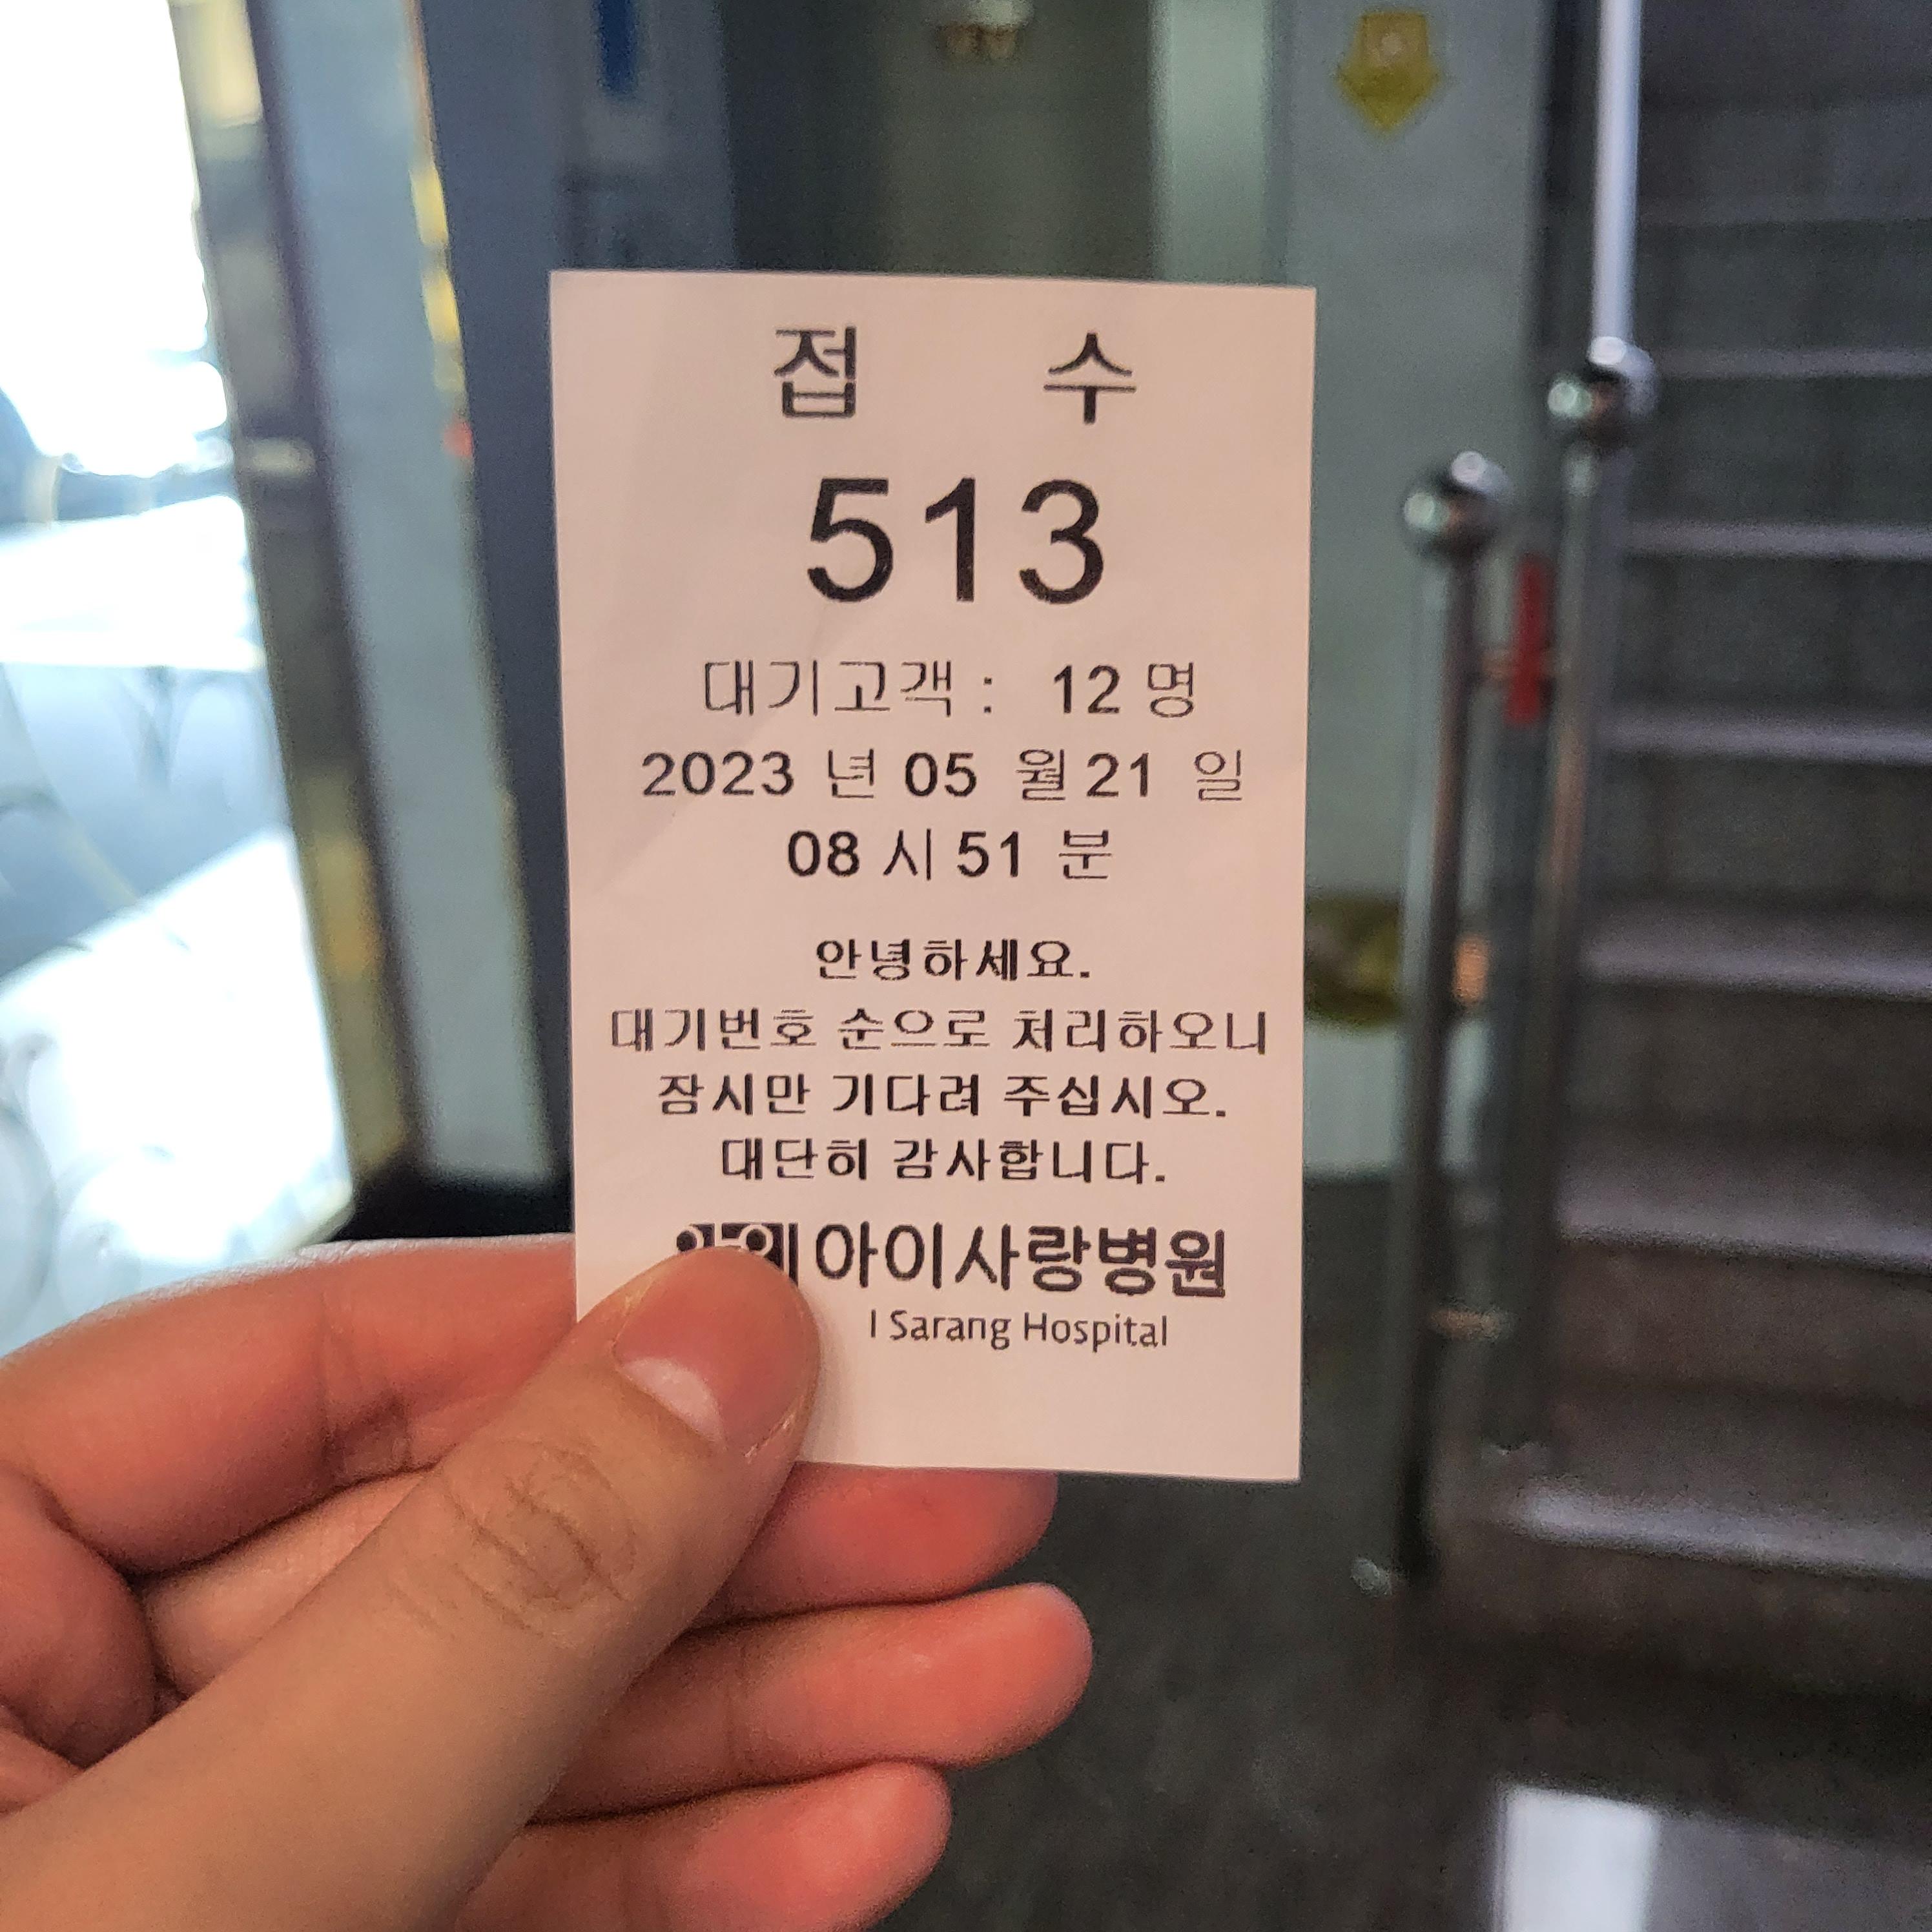 접 수
513
대기고객 : 12 명
2023 년 05 월 21 일
08 시 51 분
안녕하세요.
대기번호 순으로 처리하오니
잠시만 기다려 주십시오.
대단히 감사합니다.
아이사랑병원
I Sarang Hospital